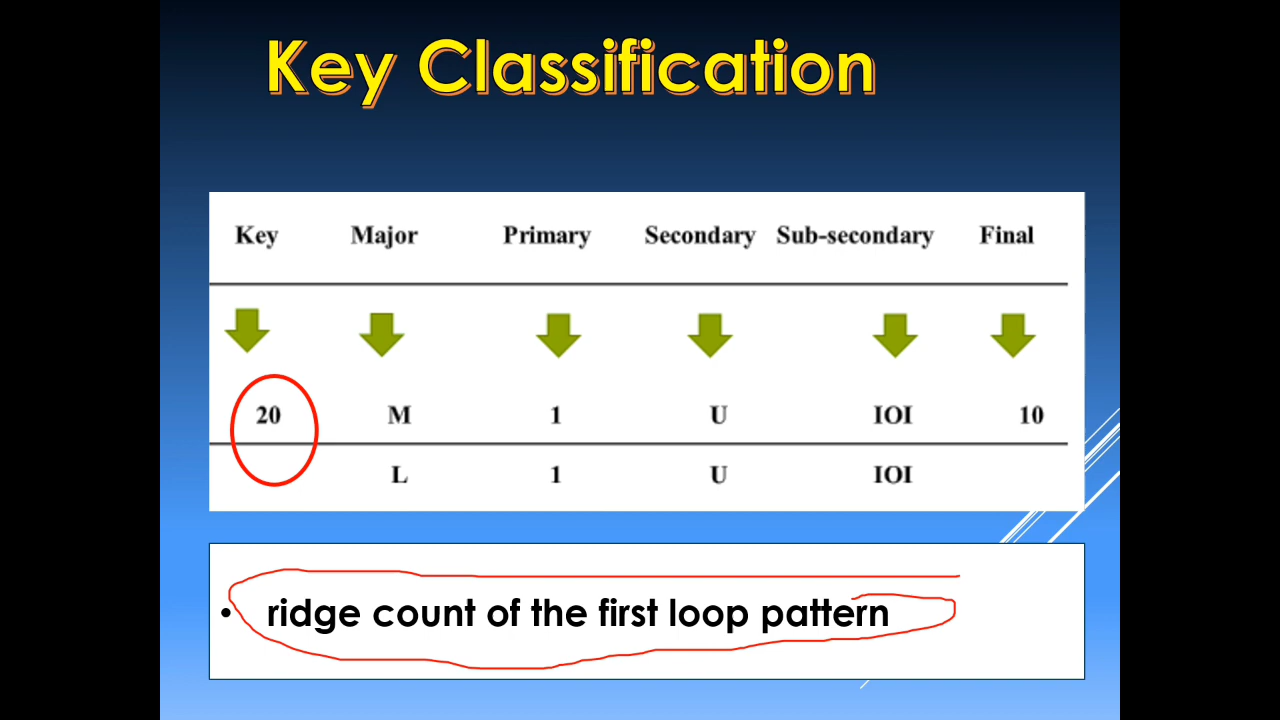 Key Classification
Key Major Primary Secondary Sub-secondary Final
20 M 1 U IOI 10
L 1 U IOI
• ridge count of the first loop pattern